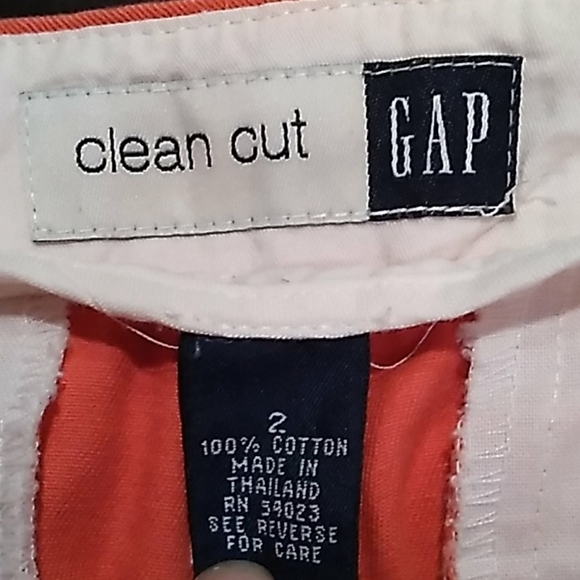 clean cut GAP
2
100% COTTON
MADE IN
THAILAND
RN 54023
SEE REVERSE
FOR CARE